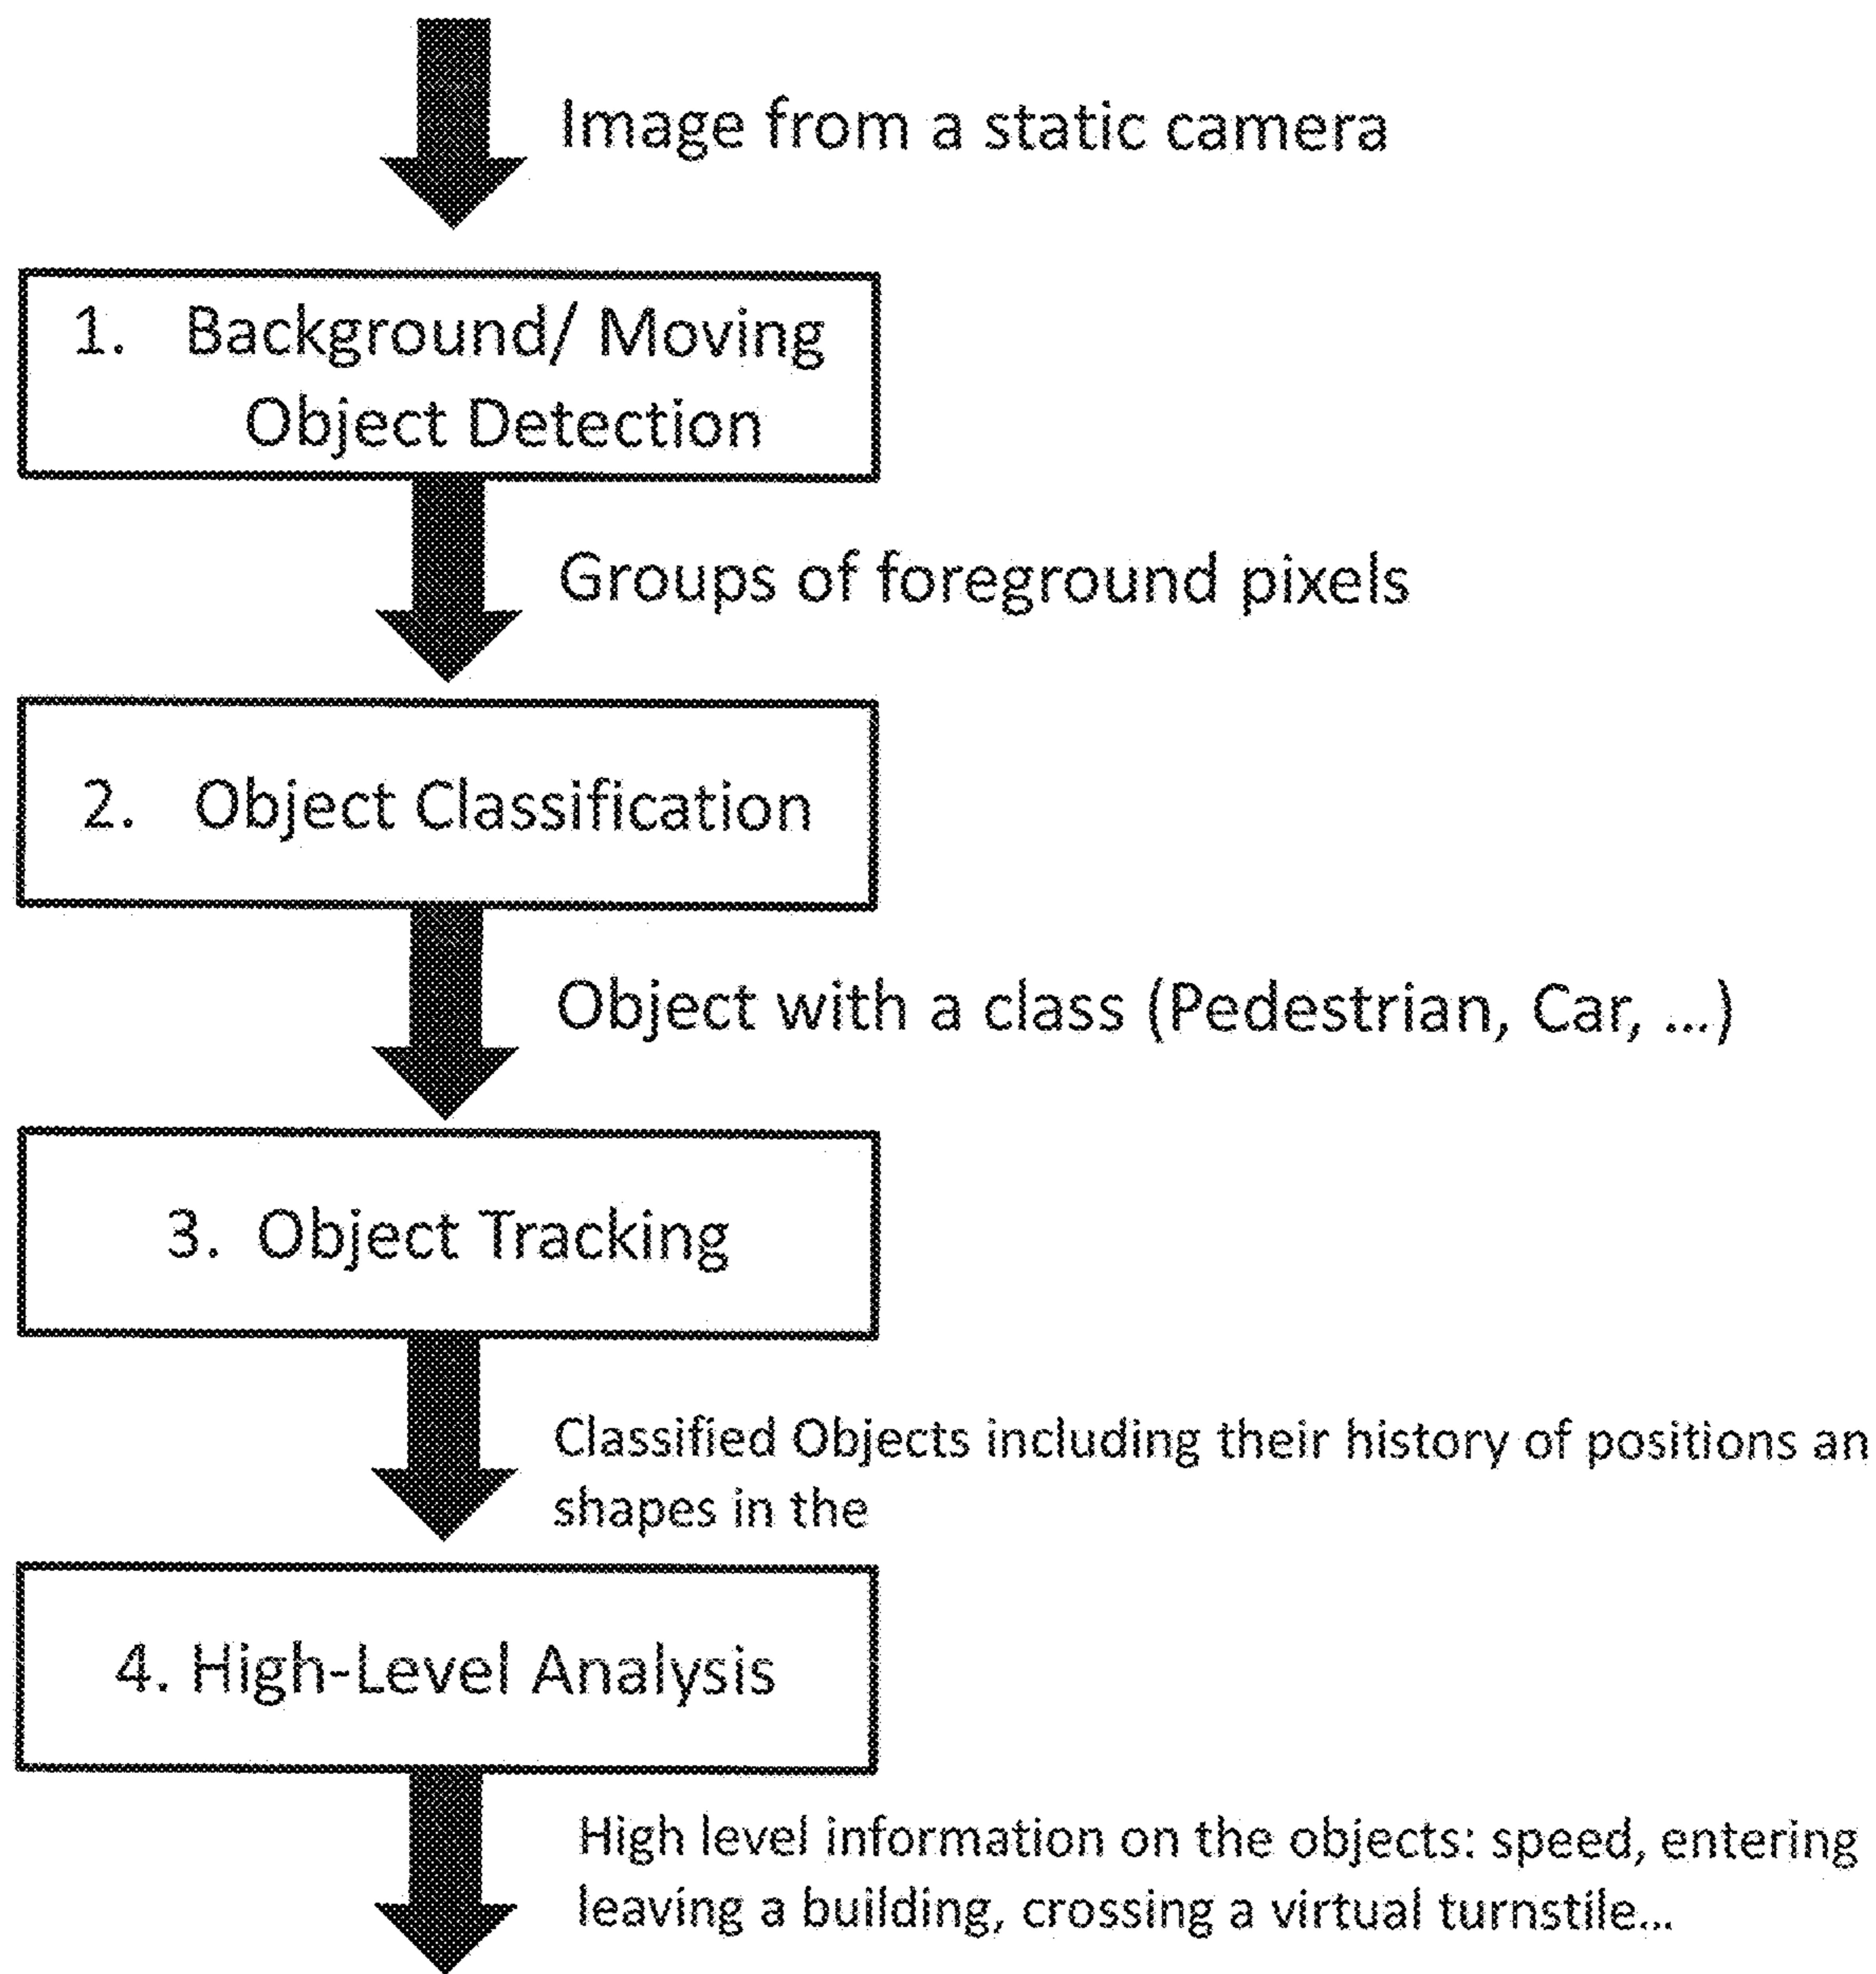 Image from a static camera
1. Background/ Moving
Object Detection
Groups of foreground pixels
2. Object Classification
Object with a class (Pedestrian, Car, ...)
3. Object Tracking
Classified Objects including their history of positions an
shapes in the
4. High-Level Analysis
High level information on the objects: speed, entering
leaving a building, crossing a virtual turnstile...